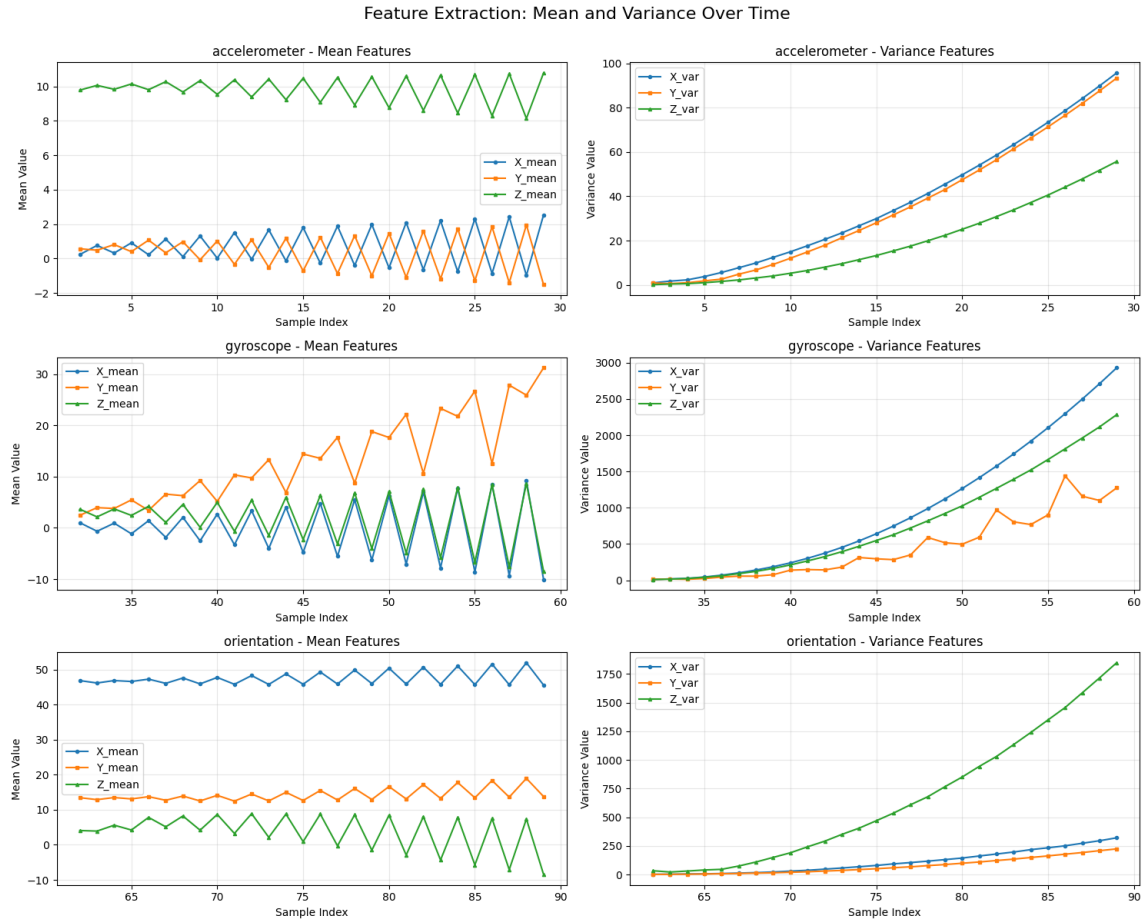 Feature Extraction: Mean and Variance Over Time
accelerometer - Mean Features
Mean Value
10
8
6
4
2
0
−2
X_mean
Y_mean
Z_mean
5
10
15
20
25
30
Sample Index
accelerometer - Variance Features
Variance Value
100
80
60
40
20
0
X_var
Y_var
Z_var
5
10
15
20
25
30
Sample Index
gyroscope - Mean Features
Mean Value
30
20
10
0
−10
X_mean
Y_mean
Z_mean
35
40
45
50
55
60
Sample Index
gyroscope - Variance Features
Variance Value
3000
2500
2000
1500
1000
500
0
X_var
Y_var
Z_var
35
40
45
50
55
60
Sample Index
orientation - Mean Features
Mean Value
50
40
30
20
10
0
−10
X_mean
Y_mean
Z_mean
65
70
75
80
85
90
Sample Index
orientation - Variance Features
Variance Value
1750
1500
1250
1000
750
500
250
0
X_var
Y_var
Z_var
65
70
75
80
85
90
Sample Index